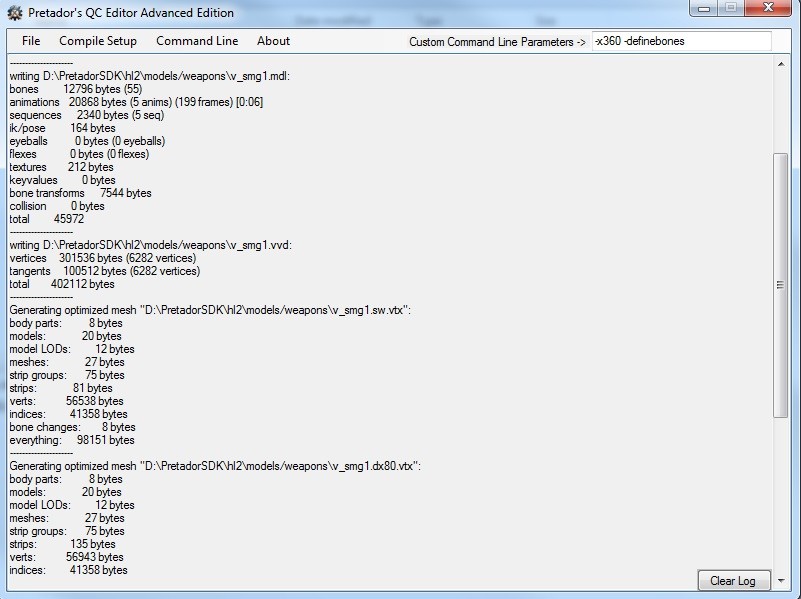 Pretador's QC Editor Advanced Edition
File Compile Setup Command Line About Custom Command Line Parameters -> -x360 -definebones
---------------------
writing D:\PretadorSDK\hl2\models/weapons\v_smg1.mdl:
bones 12796 bytes (55)
animations 20868 bytes (5 anims) (199 frames) [0:06]
sequences 2340 bytes (5 seq)
ik/pose 164 bytes
eyeballs 0 bytes (0 eyeballs)
flexes 0 bytes (0 flexes)
textures 212 bytes
keyvalues 0 bytes
bone transforms 7544 bytes
collision 0 bytes
total 45972
---------------------
writing D:\PretadorSDK\hl2\models/weapons\v_smg1.vvd:
vertices 301536 bytes (6282 vertices)
tangents 100512 bytes (6282 vertices)
total 402112 bytes
---------------------
Generating optimized mesh "D:\PretadorSDK\hl2\models/weapons\v_smg1.sw.vtx":
body parts: 8 bytes
models: 20 bytes
model LODs: 12 bytes
meshes: 27 bytes
strip groups: 75 bytes
strips: 81 bytes
verts: 56538 bytes
indices: 41358 bytes
bone changes: 8 bytes
everything: 98151 bytes
---------------------
Generating optimized mesh "D:\PretadorSDK\hl2\models/weapons\v_smg1.dx80.vtx":
body parts: 8 bytes
models: 20 bytes
model LODs: 12 bytes
meshes: 27 bytes
strip groups: 75 bytes
strips: 135 bytes
verts: 56943 bytes
indices: 41358 bytes
Clear Log